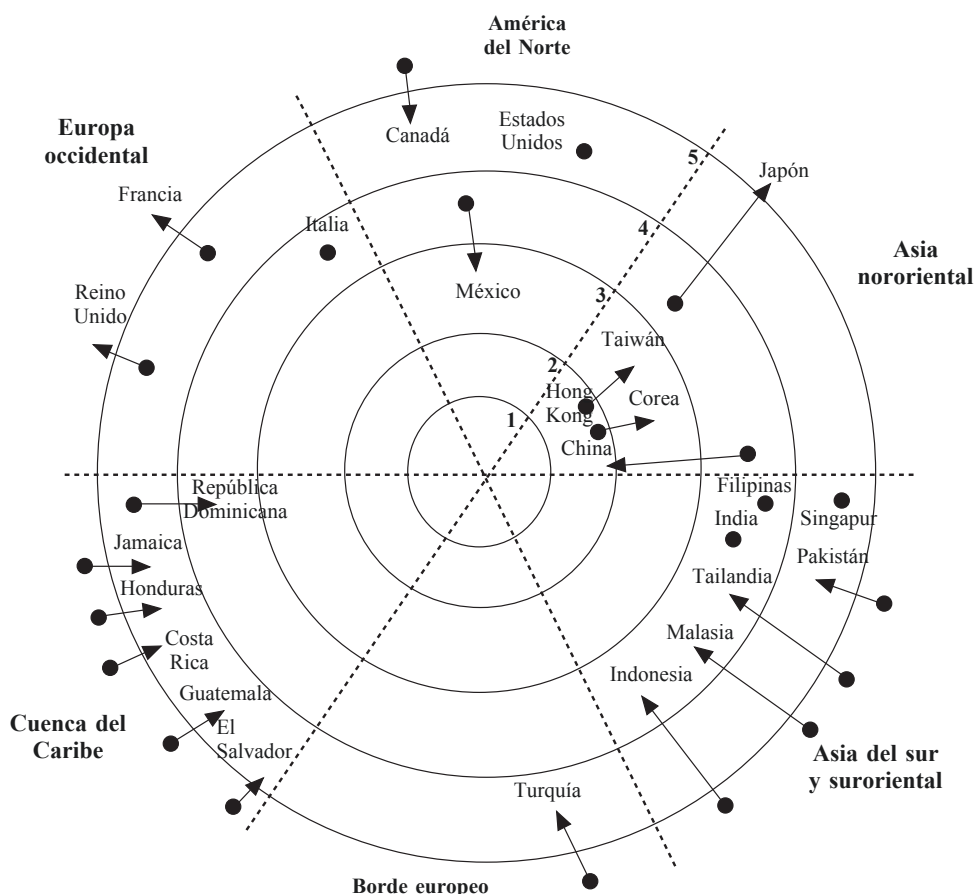 América
del Norte
Canadá
Estados
Unidos
5
Japón
Europa
occidental
Francia
Italia
4
Asia
nororiental
Reino
Unido
México
3
Taiwán
2
Hong
Kong
Corea
1
China
República
Dominicana
Filipinas
India
Singapur
Jamaica
Pakistán
Honduras
Tailandia
Costa
Rica
Malasia
Indonesia
Guatemala
Cuenca del
Caribe
El
Salvador
Asia del sur
y suroriental
Turquía
Borde europeo